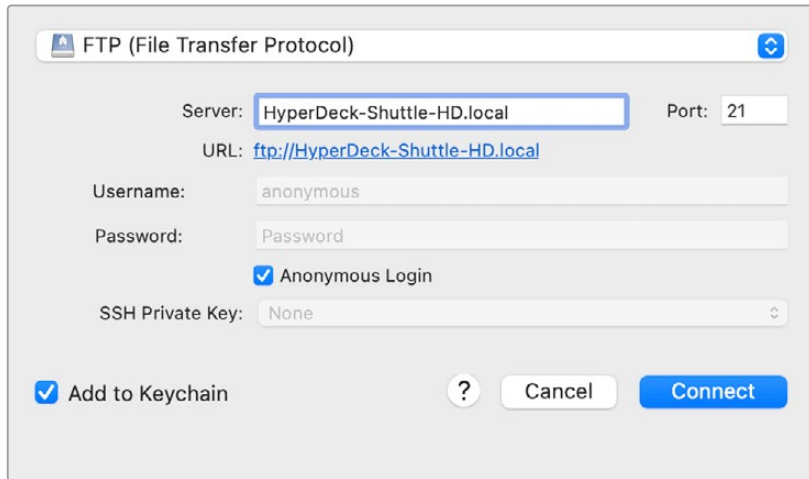 FTP (File Transfer Protocol)
Server: HyperDeck-Shuttle-HD.local Port: 21
URL: ftp://HyperDeck-Shuttle-HD.local
Username: anonymous
Password: Password
Anonymous Login
SSH Private Key: None
Add to Keychain ? Cancel Connect